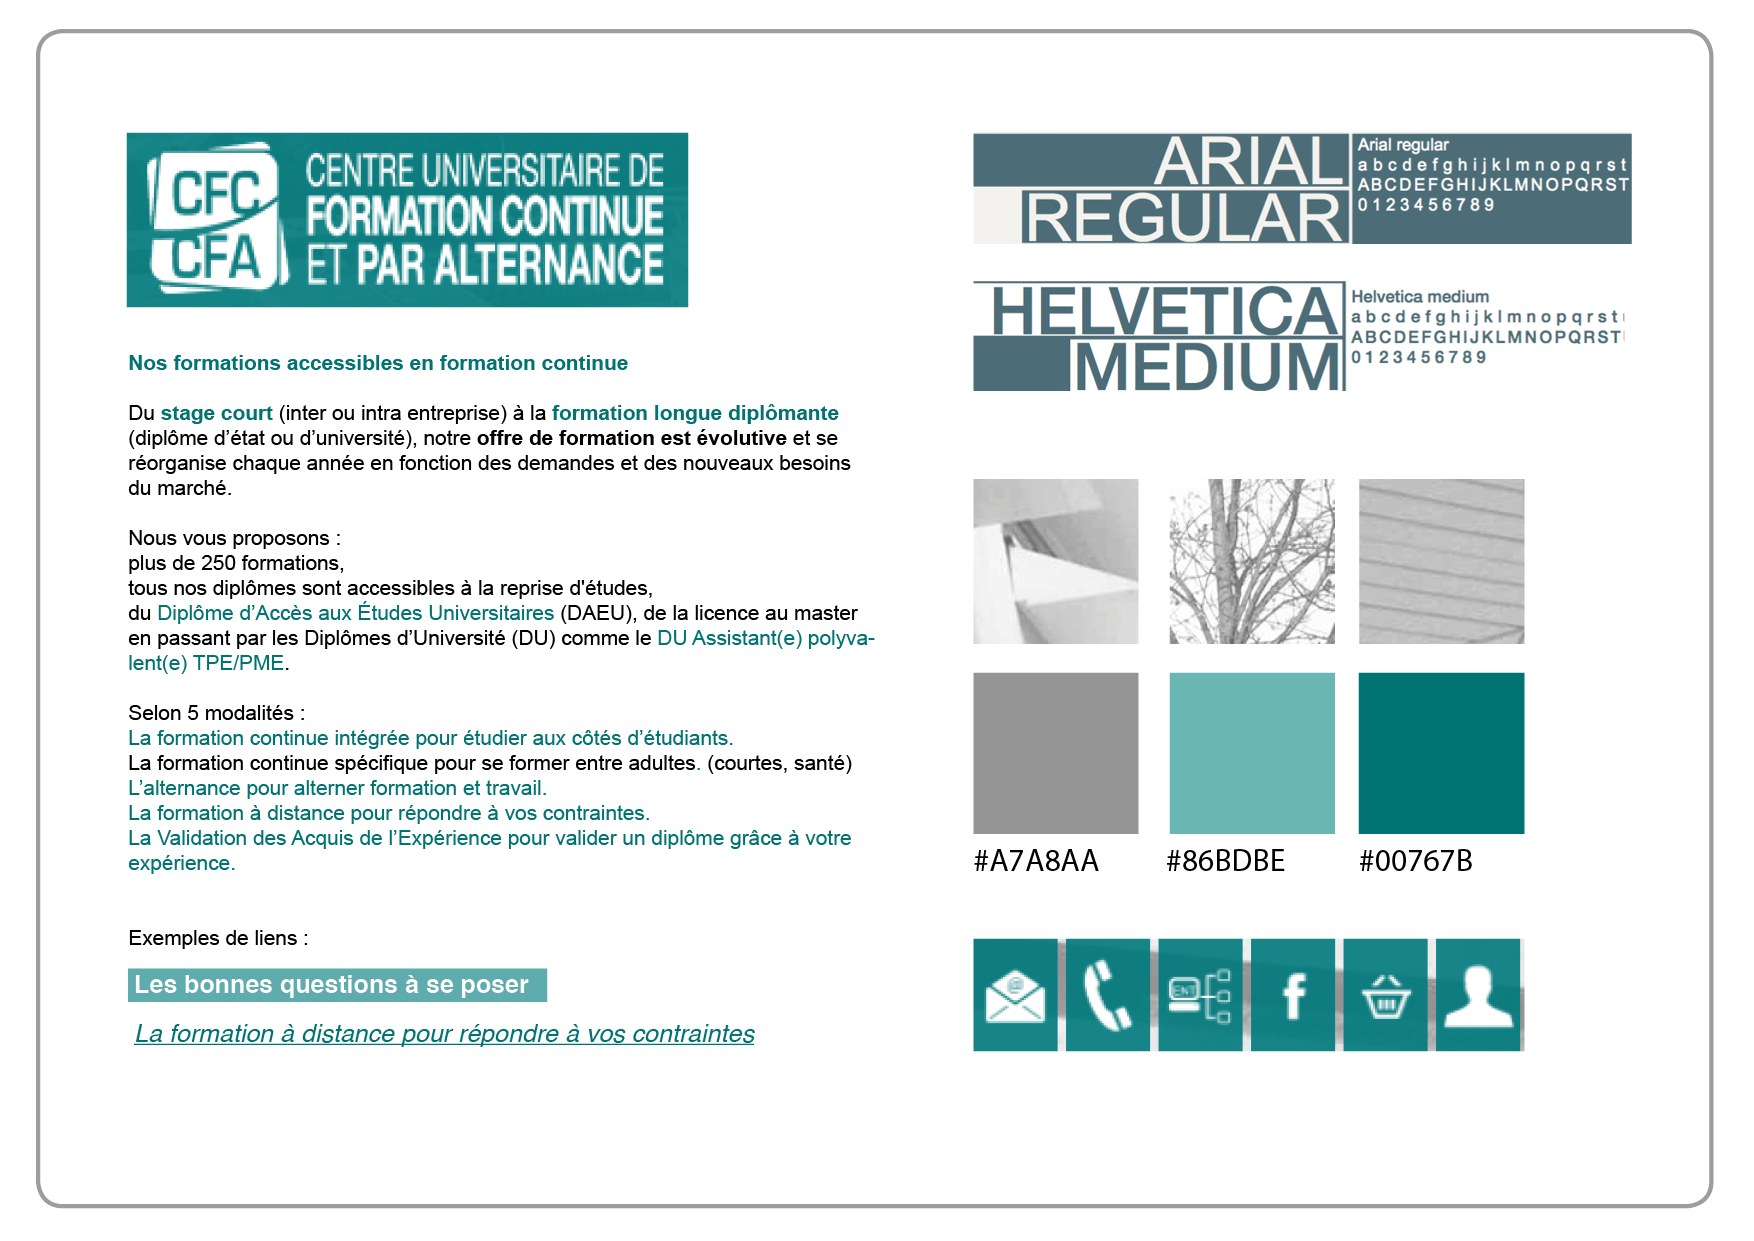 CFC
CFA
CENTRE UNIVERSITAIRE DE
FORMATION CONTINUE
ET PAR ALTERNANCE
Nos formations accessibles en formation continue
Du stage court (inter ou intra entreprise) à la formation longue diplômante
(diplôme d’état ou d’université), notre offre de formation est évolutive et se
réorganise chaque année en fonction des demandes et des nouveaux besoins
du marché.
Nous vous proposons :
plus de 250 formations,
tous nos diplômes sont accessibles à la reprise d'études,
du Diplôme d’Accès aux Études Universitaires (DAEU), de la licence au master
en passant par les Diplômes d’Université (DU) comme le DU Assistant(e) polyva-
lent(e) TPE/PME.
Selon 5 modalités :
La formation continue intégrée pour étudier aux côtés d’étudiants.
La formation continue spécifique pour se former entre adultes. (courtes, santé)
L’alternance pour alterner formation et travail.
La formation à distance pour répondre à vos contraintes.
La Validation des Acquis de l’Expérience pour valider un diplôme grâce à votre
expérience.
Exemples de liens :
Les bonnes questions à se poser
La formation à distance pour répondre à vos contraintes
ARIAL
REGULAR
Arial regular
a b c d e f g h i j k l m n o p q r s t
ABCDEFGHIJKLMNOPQRST
0 1 2 3 4 5 6 7 8 9
HELVETICA
MEDIUM
Helvetica medium
a b c d e f g h i j k l m n o p q r s t
ABCDEFGHIJKLMNOPQRST
0 1 2 3 4 5 6 7 8 9
#A7A8AA
#86BDBE
#00767B
@
ENT
f